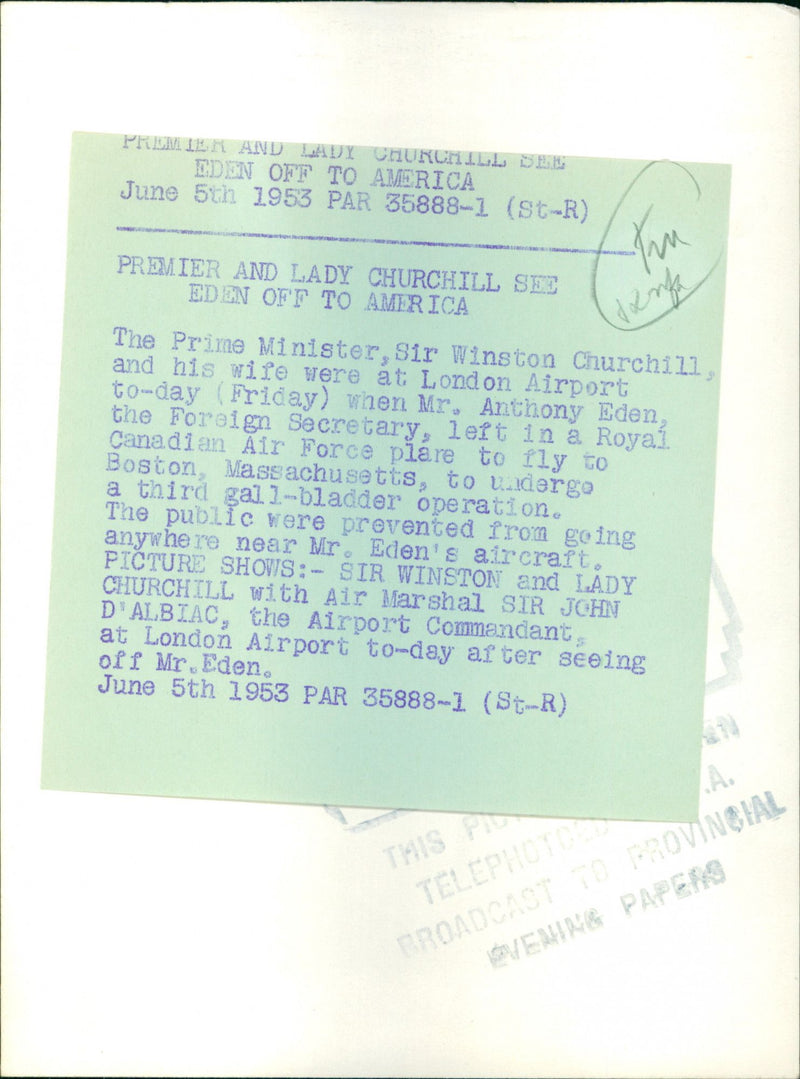 PREMIER AND LADY CHURCHILL SEE
EDEN OFF TO AMERICA
June 5th 1953 PAR 35888-1 (St-R)
PREMIER AND LADY CHURCHILL SEE
EDEN OFF TO AMERICA
The Prime Minister,Sir Winston Churchill,
and his wife were at London Airport
to-day (Friday) when Mr. Anthony Eden,
the Foreign Secretary, left in a Royal
Canadian Air Force plare to fly to
Boston, Massachusetts, to undergo
a third gall-bladder operation.
The public were prevented from going
anywhere near Mr. Eden's aircraft.
PICTURE SHOWS:- SIR WINSTON and LADY
CHURCHILL with Air Marshal SIR JOHN
D'ALBIAC, the Airport Commandant,
at London Airport to-day after seeing
off Mr.Eden.
June 5th 1953 PAR 35888-1 (St-R)
THIS
TELEPHOTOED
BROADCAST TO PROVINCIAL
EVENING PAPERS